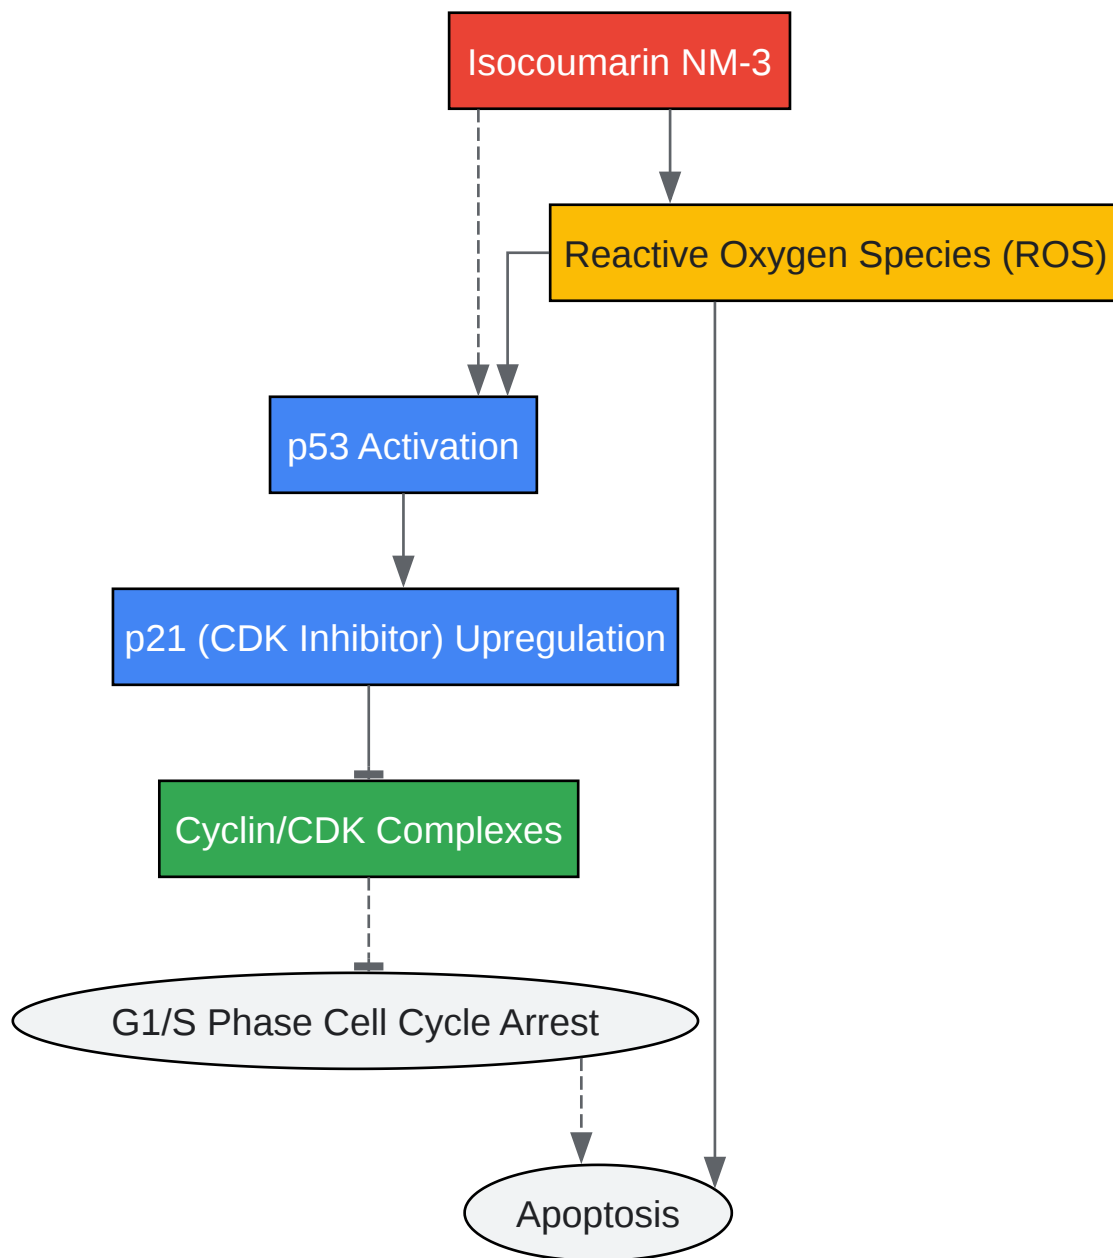 Isocoumarin NM-3
Reactive Oxygen Species (ROS)
p53 Activation
p21 (CDK Inhibitor) Upregulation
Cyclin/CDK Complexes
G1/S Phase Cell Cycle Arrest
Apoptosis